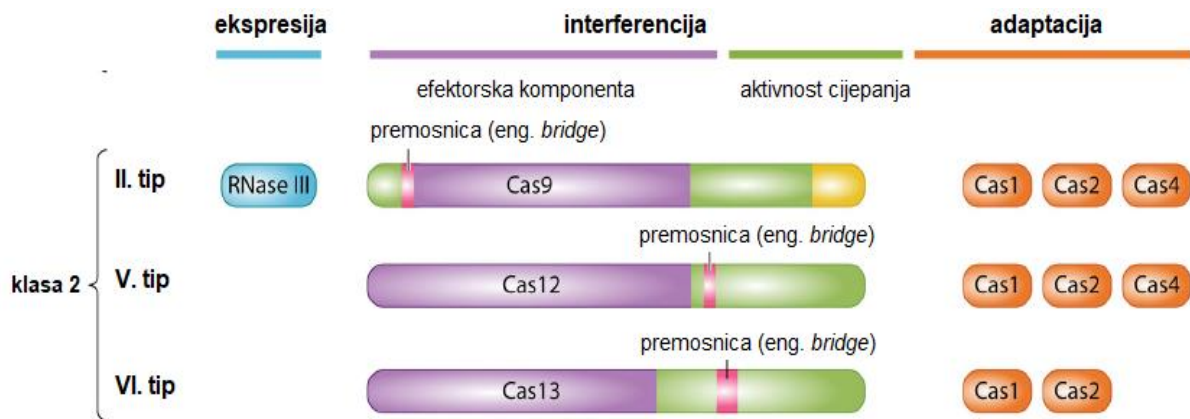 ekspresija interferencija adaptacija
efektorska komponenta aktivnost cijepanja
premosnica (eng. bridge)
II. tip RNase III Cas9 Cas1 Cas2 Cas4
premosnica (eng. bridge)
klasa 2 V. tip Cas12 Cas1 Cas2 Cas4
premosnica (eng. bridge)
VI. tip Cas13 Cas1 Cas2